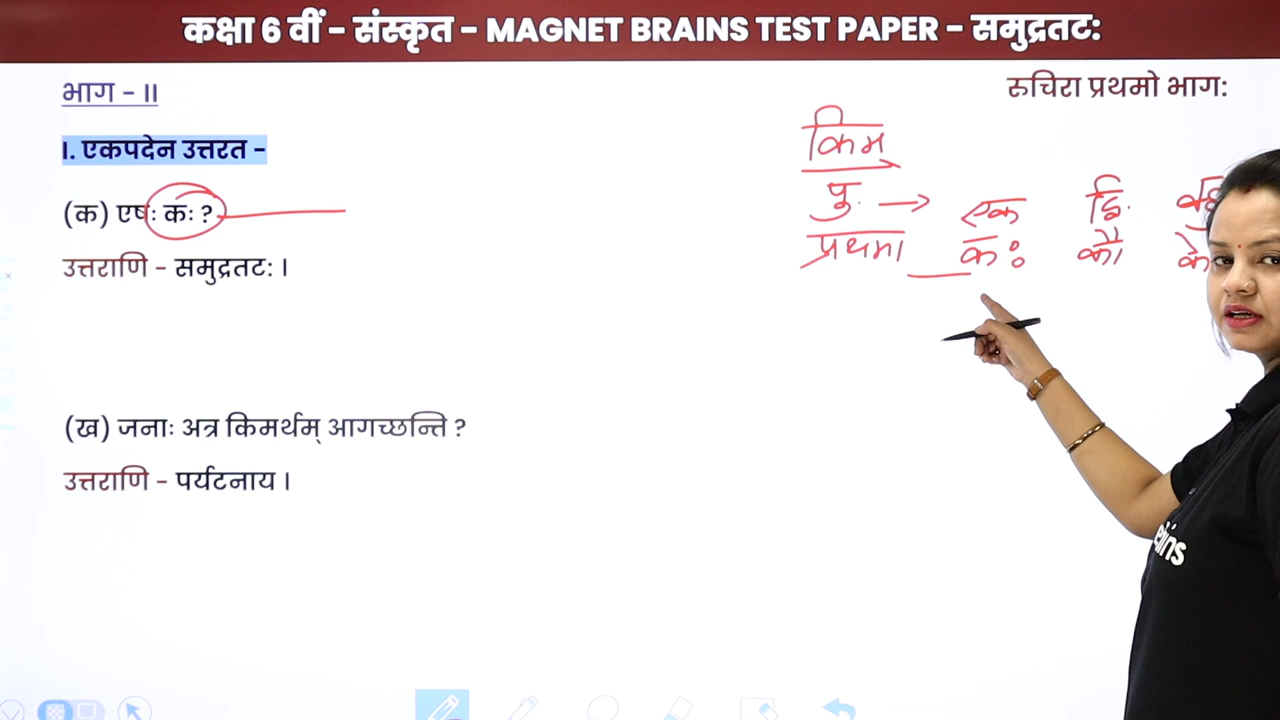 कक्षा 6 वीं - संस्कृत - MAGNET BRAINS TEST PAPER - समुद्रतट:
भाग - II
रुचिरा प्रथमो भाग:
I. एकपदेन उत्तरत -
(क) एषः कः ?
उत्तराणि - समुद्रतट: ।
(ख) जनाः अत्र किमर्थम् आगच्छन्ति ?
उत्तराणि - पर्यटनाय ।
किम
पु. → एक द्वि.
प्रथमा कः कौ के